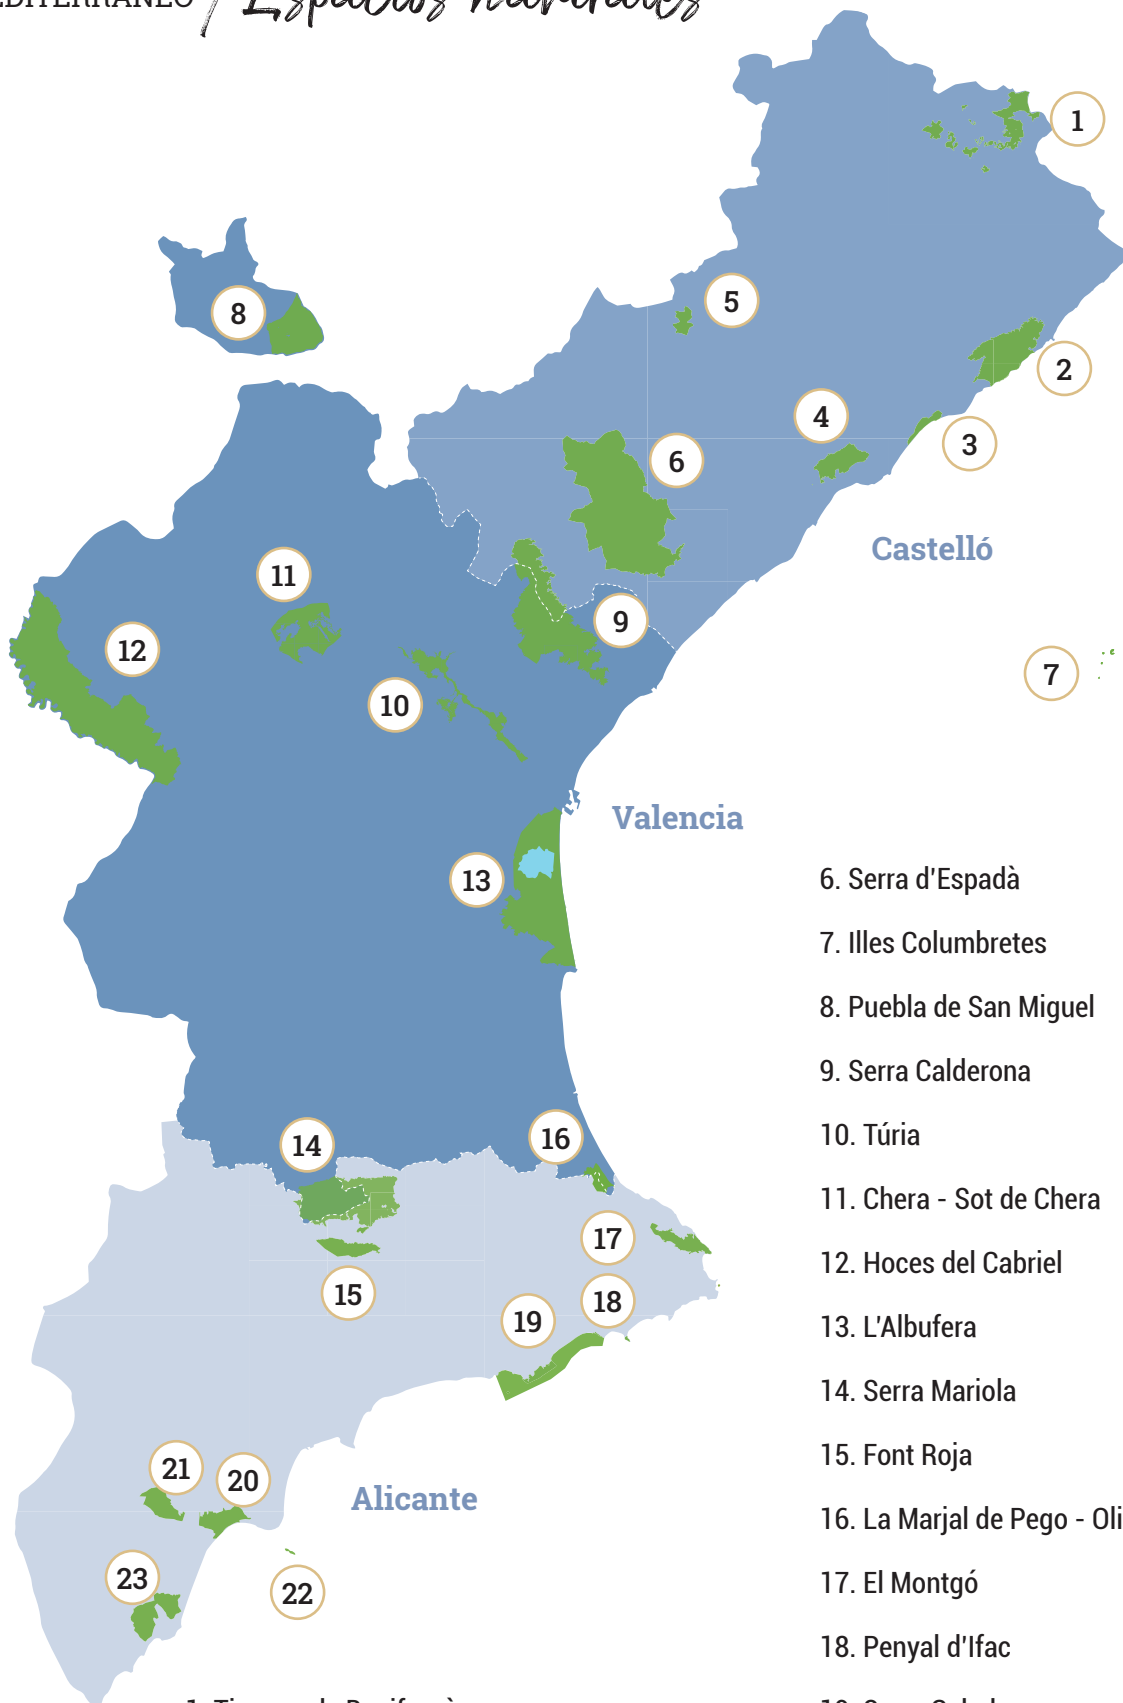 Espacios naturales
1
8
5
2
4
3
6
Castelló
11
9
12
7
10
Valencia
13
6. Serra d'Espadà
7. Illes Columbretes
8. Puebla de San Miguel
9. Serra Calderona
10. Túria
11. Chera - Sot de Chera
12. Hoces del Cabriel
13. L'Albufera
14. Serra Mariola
15. Font Roja
16. La Marjal de Pego - Oli
17. El Montgó
18. Penyal d'Ifac
16
14
17
15
18
19
21
20
Alicante
23
22